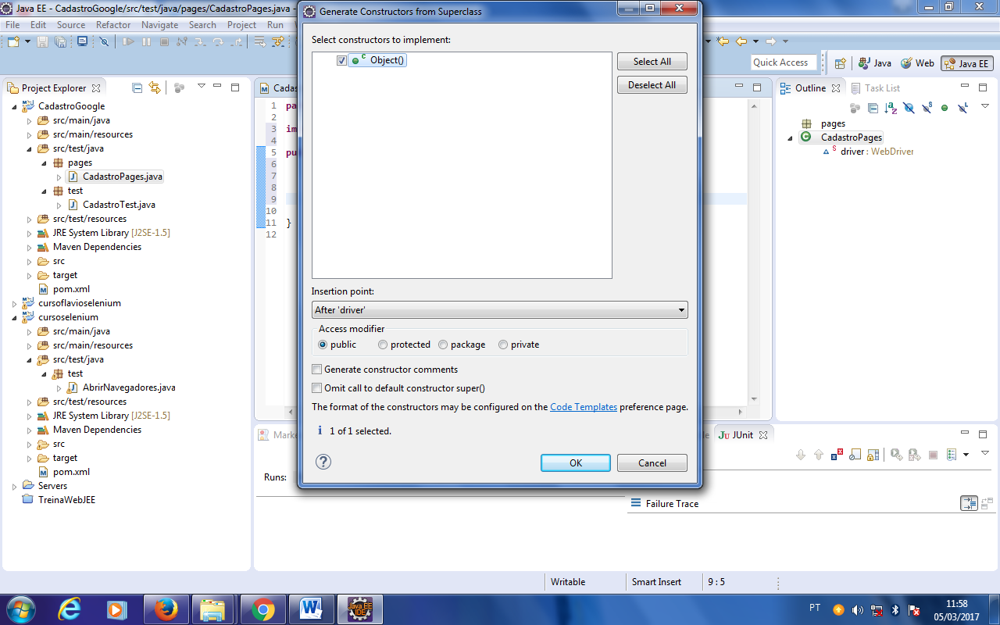 Java EE - CadastroGoogle/src/test/java/pages/CadastroPages.java -
File Edit Source Refactor Navigate Search Project Run
Quick Access
Java
Web
Java EE
Project Explorer
CadastroGoogle
src/main/java
src/main/resources
src/test/java
pages
CadastroPages.java
test
CadastroTest.java
src/test/resources
JRE System Library [J2SE-1.5]
Maven Dependencies
src
target
pom.xml
cursoflavioselenium
cursoselenium
src/main/java
src/main/resources
src/test/java
test
AbrirNavegadores.java
src/test/resources
JRE System Library [J2SE-1.5]
Maven Dependencies
src
target
pom.xml
Servers
TreinaWebJEE
Cada
1 pa
2
3 im
4
5 pu
6
7
8
9
10
11 }
12
Generate Constructors from Superclass
Select constructors to implement:
Object()
Select All
Deselect All
Insertion point:
After 'driver'
Access modifier
public protected package private
Generate constructor comments
Omit call to default constructor super()
The format of the constructors may be configured on the Code Templates preference page.
1 of 1 selected.
OK Cancel
Outline Task List
pages
CadastroPages
driver : WebDriver
Marke
JUnit
Runs:
Failure Trace
Writable Smart Insert 9 : 5
PT
11:58
05/03/2017